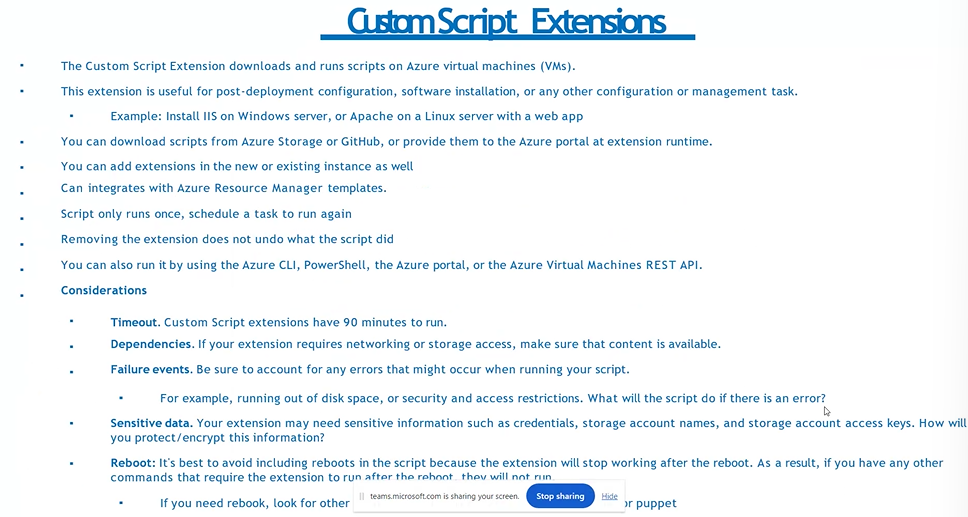 Custom Script Extensions
The Custom Script Extension downloads and runs scripts on Azure virtual machines (VMs).
This extension is useful for post-deployment configuration, software installation, or any other configuration or management task.
Example: Install IIS on Windows server, or Apache on a Linux server with a web app
You can download scripts from Azure Storage or GitHub, or provide them to the Azure portal at extension runtime.
You can add extensions in the new or existing instance as well
Can integrates with Azure Resource Manager templates.
Script only runs once, schedule a task to run again
Removing the extension does not undo what the script did
You can also run it by using the Azure CLI, PowerShell, the Azure portal, or the Azure Virtual Machines REST API.
Considerations
Timeout. Custom Script extensions have 90 minutes to run.
Dependencies. If your extension requires networking or storage access, make sure that content is available.
Failure events. Be sure to account for any errors that might occur when running your script.
For example, running out of disk space, or security and access restrictions. What will the script do if there is an error?
Sensitive data. Your extension may need sensitive information such as credentials, storage account names, and storage account access keys. How will
you protect/encrypt this information?
Reboot: It's best to avoid including reboots in the script because the extension will stop working after the reboot. As a result, if you have any other
commands that require the extension to run after the reboot, they will not run.
If you need rebook, look for other or puppet
teams.microsoft.com is sharing your screen. Stop sharing Hide